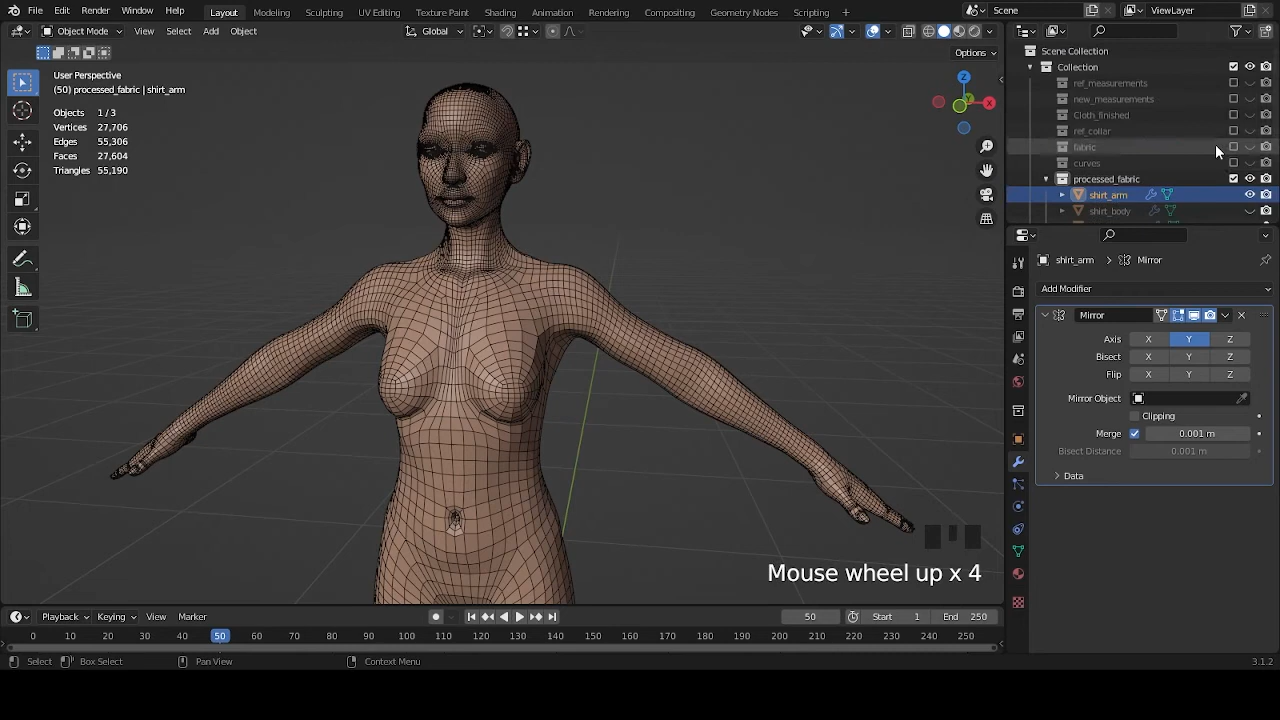 File Edit Render Window Help Layout Modeling Sculpting UV Editing Texture Paint Shading Animation Rendering Compositing Geometry Nodes Scripting + Scene ViewLayer
Object Mode View Select Add Object Global
Options
User Perspective
(50) processed_fabric | shirt_arm
Objects 1/3
Vertices 27,706
Edges 55,306
Faces 27,604
Triangles 55,190
Z
Y
X
Scene Collection
Collection
ref_measurements
new_measurements
Cloth_finished
ref_collar
fabric
curves
processed_fabric
shirt_arm
shirt_body
shirt_arm > Mirror
Add Modifier
Mirror
Axis X Y Z
Bisect X Y Z
Flip X Y Z
Mirror Object
Clipping
Merge 0.001 m
Bisect Distance 0.001 m
Data
Mouse wheel up x 4
Playback Keying View Marker 50 Start 1 End 250
0 10 20 30 40 50 60 70 80 90 100 110 120 130 140 150 160 170 180 190 200 210 220 230 240 250
Select Box Select Pan View Context Menu 3.1.2